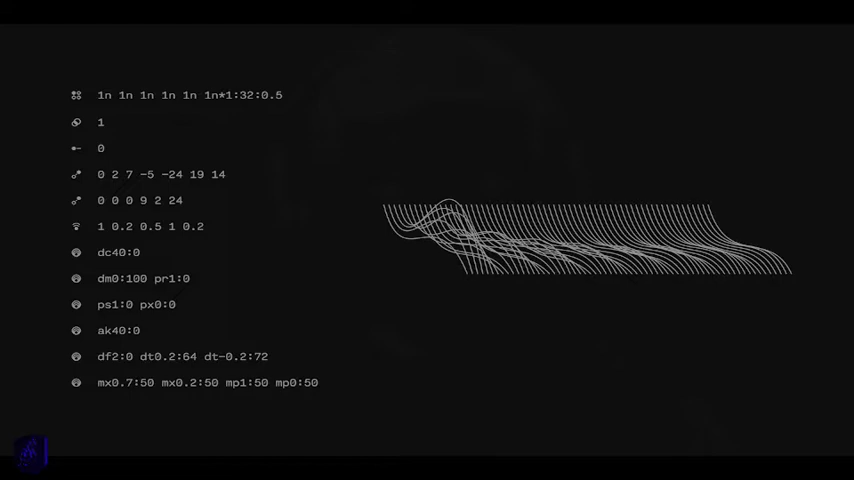 1n 1n 1n 1n 1n 1n*1:32:0.5
1
0
0 2 7 -5 -24 19 14
0 0 0 9 2 24
1 0.2 0.5 1 0.2
dc40:0
dm0:100 pr1:0
ps1:0 px0:0
ak40:0
df2:0 dt0.2:64 dt-0.2:72
mx0.7:50 mx0.2:50 mp1:50 mp0:50